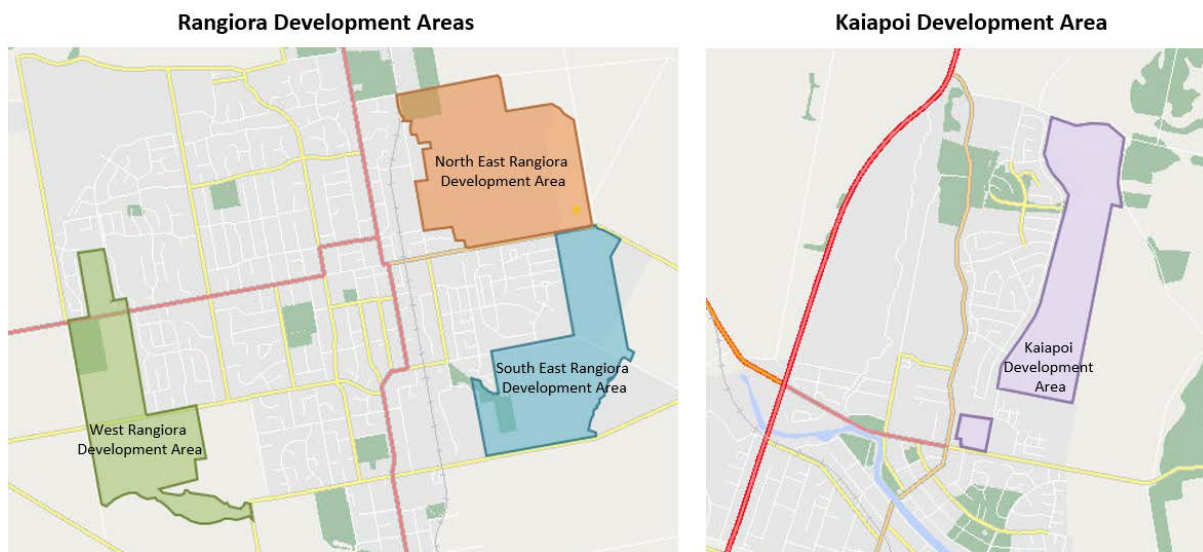 Rangiora Development Areas
Kaiapoi Development Area
North East Rangiora
Development Area
South East Rangiora
Development Area
West Rangiora
Development Area
Kaiapoi
Development
Area